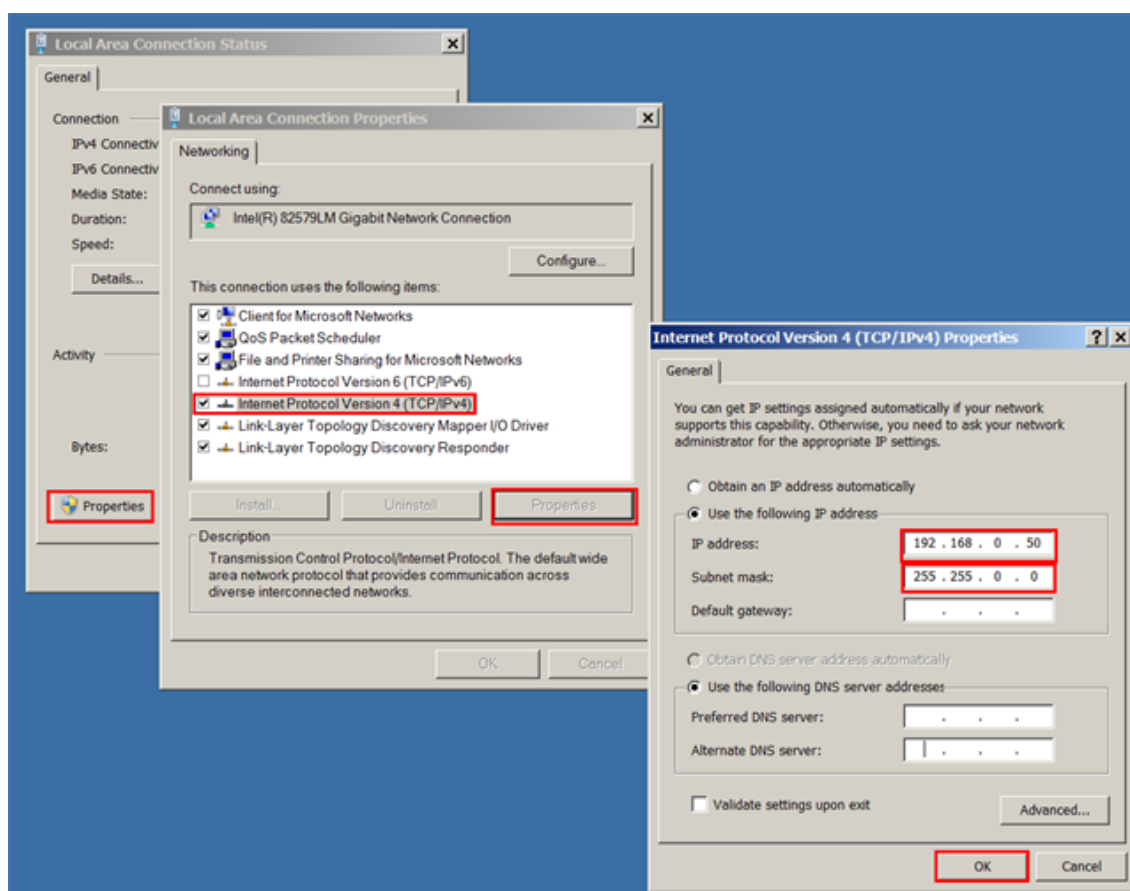 Local Area Connection Status
General
Connection
IPv4 Connectiv
IPv6 Connectiv
Media State:
Duration:
Speed:
Details...
Activity
Bytes:
Properties
Local Area Connection Properties
Networking
Connect using:
Intel(R) 82579LM Gigabit Network Connection
Configure...
This connection uses the following items:
Client for Microsoft Networks
QoS Packet Scheduler
File and Printer Sharing for Microsoft Networks
Internet Protocol Version 6 (TCP/IPv6)
Internet Protocol Version 4 (TCP/IPv4)
Link-Layer Topology Discovery Mapper I/O Driver
Link-Layer Topology Discovery Responder
Install... Uninstall Properties
Description
Transmission Control Protocol/Internet Protocol. The default wide
area network protocol that provides communication across
diverse interconnected networks.
OK Cancel
Internet Protocol Version 4 (TCP/IPv4) Properties
General
You can get IP settings assigned automatically if your network
supports this capability. Otherwise, you need to ask your network
administrator for the appropriate IP settings.
Obtain an IP address automatically
Use the following IP address
IP address: 192 . 168 . 0 . 50
Subnet mask: 255 . 255 . 0 . 0
Default gateway: . . .
Obtain DNS server address automatically
Use the following DNS server addresses
Preferred DNS server: . . .
Alternate DNS server: . . .
Validate settings upon exit
Advanced...
OK Cancel